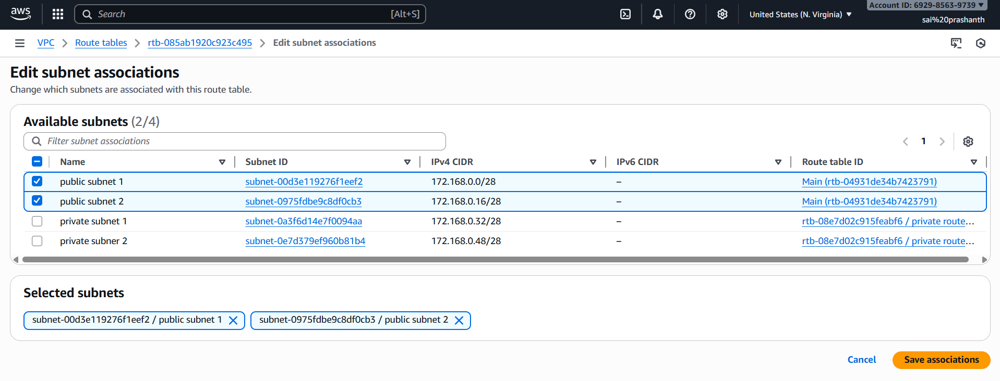 aws
Search [Alt+S]
United States (N. Virginia)
Account ID: 6929-8563-9739
sai%20prashanth
VPC
Route tables
rtb-085ab1920c923c495
Edit subnet associations
Edit subnet associations
Change which subnets are associated with this route table.
Available subnets (2/4)
Filter subnet associations
1
Name Subnet ID IPv4 CIDR IPv6 CIDR Route table ID
public subnet 1 subnet-00d3e119276f1eef2 172.168.0.0/28 – Main (rtb-04931de34b7423791)
public subnet 2 subnet-0975fdbe9c8df0cb3 172.168.0.16/28 – Main (rtb-04931de34b7423791)
private subnet 1 subnet-0a3f6d14e7f0094aa 172.168.0.32/28 – rtb-08e7d02c915feabf6 / private route...
private subner 2 subnet-0e7d379ef960b81b4 172.168.0.48/28 – rtb-08e7d02c915feabf6 / private route...
Selected subnets
subnet-00d3e119276f1eef2 / public subnet 1
subnet-0975fdbe9c8df0cb3 / public subnet 2
Cancel
Save associations